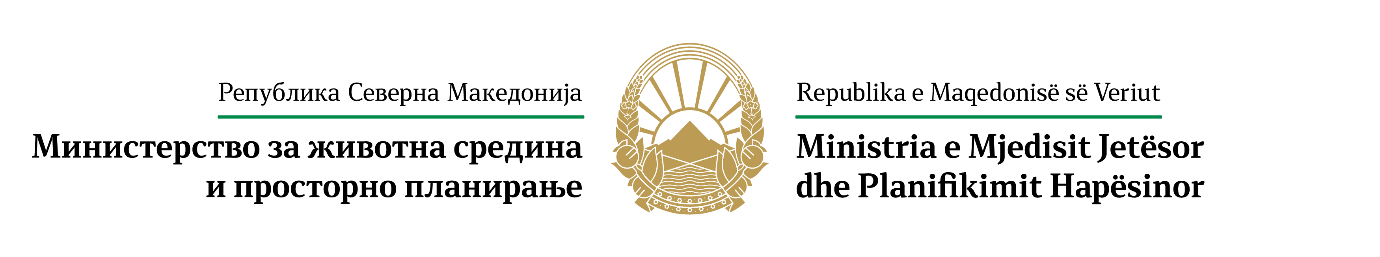 Република Северна Македонија
Министерство за животна средина
и просторно планирање
Republika e Maqedonisë së Veriut
Ministria e Mjedisit Jetësor
dhe Planifikimit Hapësinor